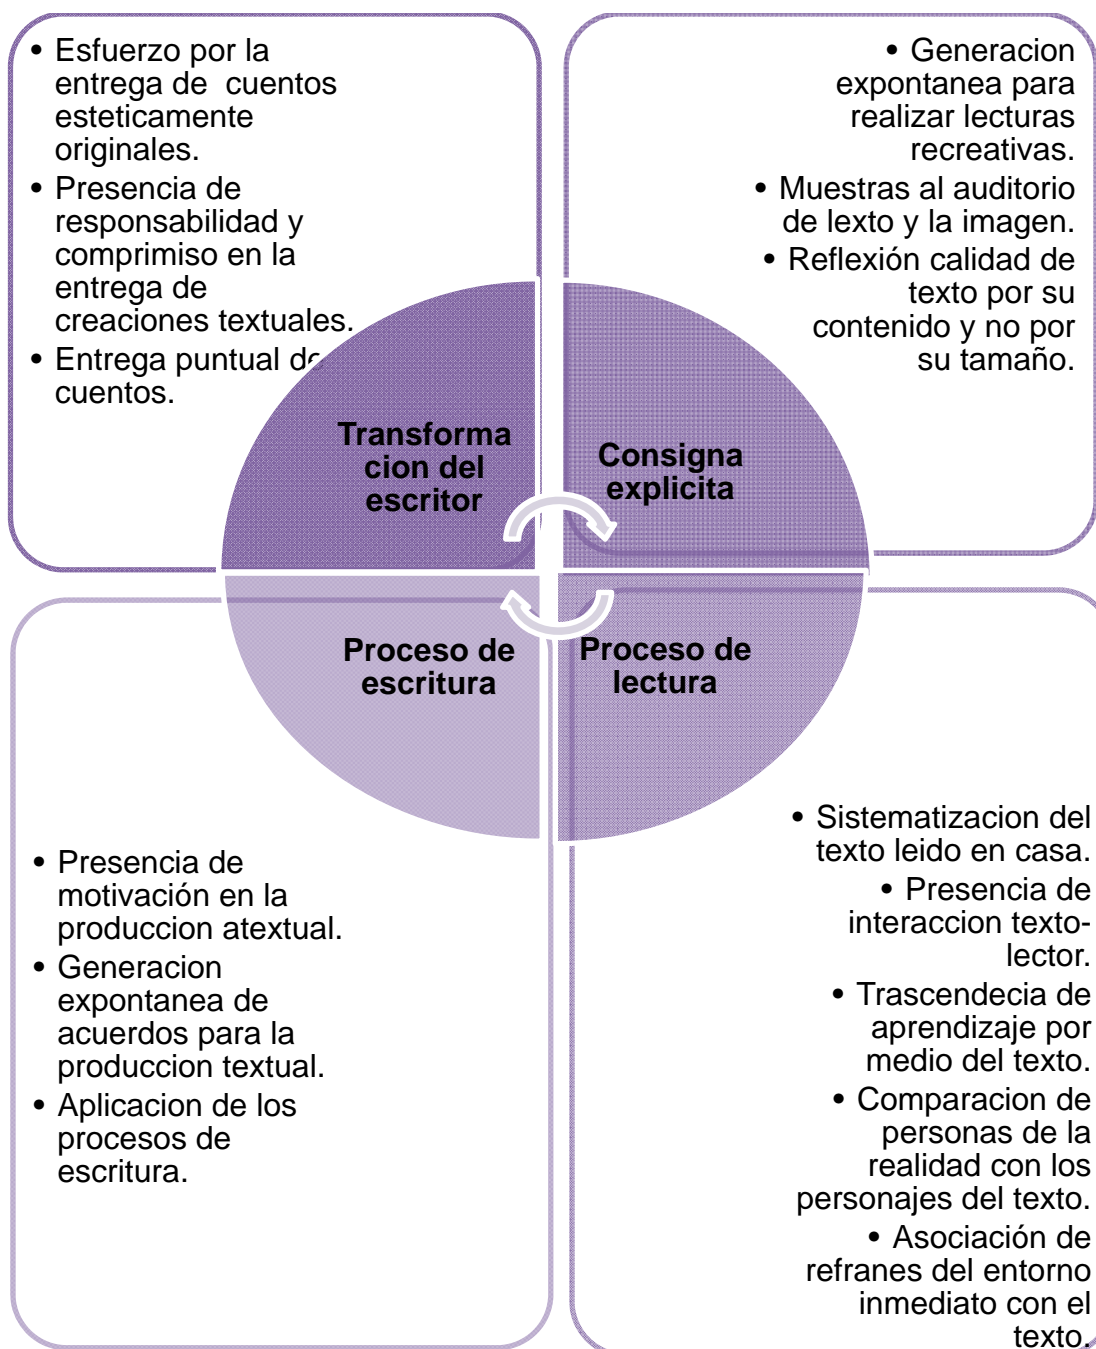 • Esfuerzo por la
entrega de cuentos
esteticamente
originales.
• Presencia de
responsabilidad y
comprimiso en la
entrega de
creaciones textuales.
• Entrega puntual de
cuentos.
• Generacion
expontanea para
realizar lecturas
recreativas.
• Muestras al auditorio
de lexto y la imagen.
• Reflexión calidad de
texto por su
contenido y no por
su tamaño.
Transforma
cion del
escritor
Consigna
explicita
Proceso de
escritura
Proceso de
lectura
• Presencia de
motivación en la
produccion atextual.
• Generacion
expontanea de
acuerdos para la
produccion textual.
• Aplicacion de los
procesos de
escritura.
• Sistematizacion del
texto leido en casa.
• Presencia de
interaccion texto-
lector.
• Trascendecia de
aprendizaje por
medio del texto.
• Comparacion de
personas de la
realidad con los
personajes del texto.
• Asociación de
refranes del entorno
inmediato con el
texto.